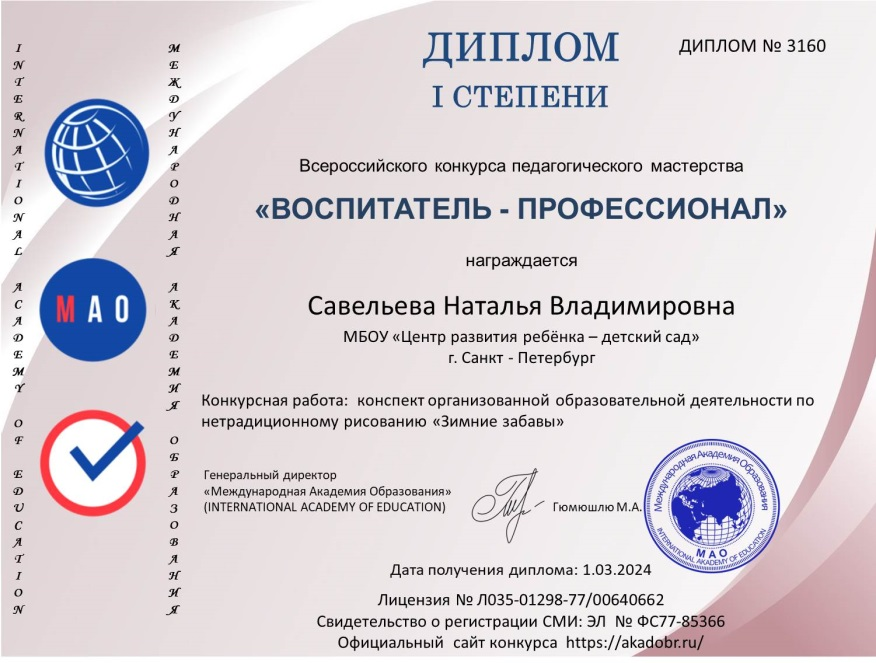 INTERNATIONAL ACADEMY OF EDUCATION
МЕЖДУНАРОДНАЯ АКАДЕМИЯ ОБРАЗОВАНИЯ
МАО
ДИПЛОМ
ДИПЛОМ № 3160
I СТЕПЕНИ
Всероссийского конкурса педагогического мастерства
«ВОСПИТАТЕЛЬ - ПРОФЕССИОНАЛ»
награждается
Савельева Наталья Владимировна
МБОУ «Центр развития ребёнка – детский сад»
г. Санкт - Петербург
Конкурсная работа: конспект организованной образовательной деятельности по
нетрадиционному рисованию «Зимние забавы»
Генеральный директор
«Международная Академия Образования»
(INTERNATIONAL ACADEMY OF EDUCATION)
Гюмюшлю М.А.
Международная Академия Образования
МАО
INTERNATIONAL AKADEMY OF EDUCATION
Дата получения диплома: 1.03.2024
Лицензия № Л035-01298-77/00640662
Свидетельство о регистрации СМИ: ЭЛ № ФС77-85366
Официальный сайт конкурса https://akadobr.ru/